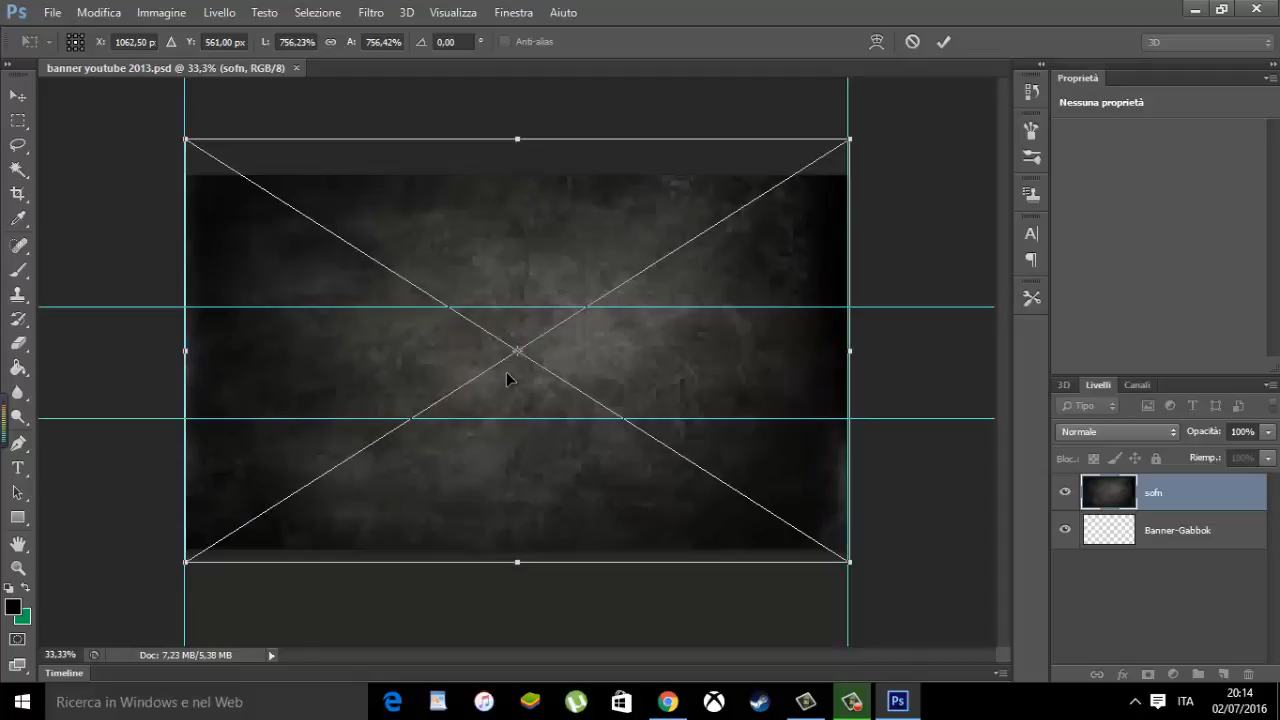 Ps File Modifica Immagine Livello Testo Selezione Filtro 3D Visualizza Finestra Aiuto
X: 1062,50 p Y: 561,00 px L: 756,23% A: 756,42% 0,00 ° Anti-alias 3D
banner youtube 2013.psd @ 33,3% (sofn, RGB/8) ×
Proprietà
Nessuna proprietà
3D Livelli Canali
Tipo
Normale Opacità: 100%
Bloc.: Riemp.: 100%
sofn
Banner-Gabbok
33,33% Doc: 7,23 MB/5,38 MB
Timeline
Ricerca in Windows e nel Web
Ps
ITA
20:14
02/07/2016